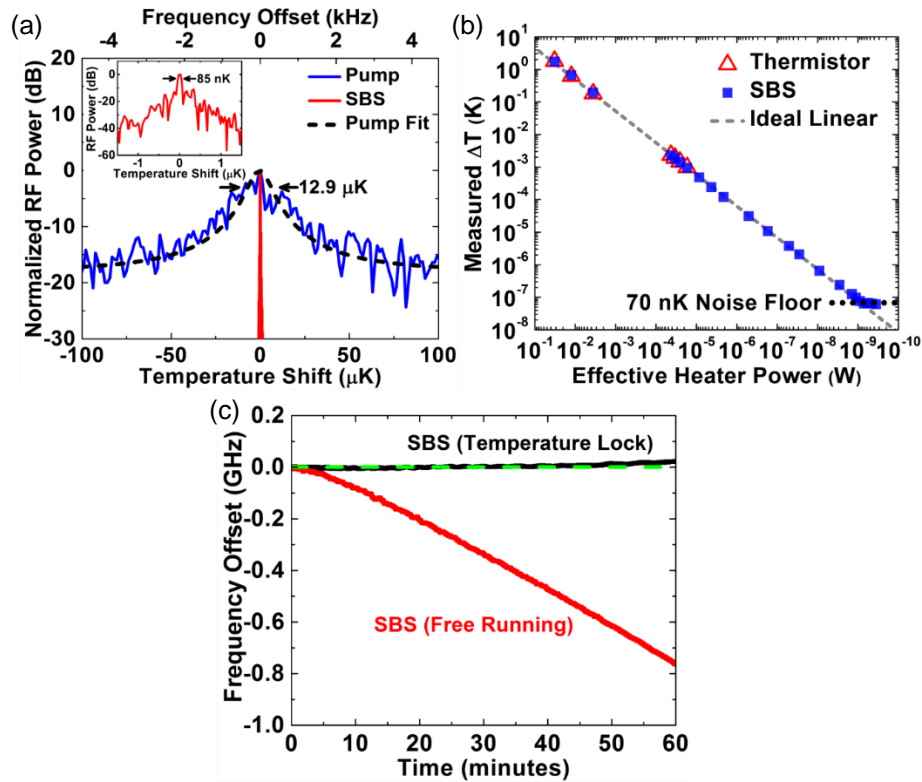 (a)
Frequency Offset (kHz)
-4 -2 0 2 4
Normalized RF Power (dB)
20
10
0
-10
-20
-30
RF Power (dB)
0
-20
-40
-60
85 nK
-1 0 1
Temperature Shift (μK)
Pump
SBS
Pump Fit
12.9 μK
-100 -50 0 50 100
Temperature Shift (μK)
(b)
Measured ΔT (K)
10^1
10^0
10^-1
10^-2
10^-3
10^-4
10^-5
10^-6
10^-7
10^-8
Thermistor
SBS
Ideal Linear
70 nK Noise Floor
10^-1 10^-2 10^-3 10^-4 10^-5 10^-6 10^-7 10^-8 10^-9 10^-10
Effective Heater Power (W)
(c)
Frequency Offset (GHz)
0.2
0.0
-0.2
-0.4
-0.6
-0.8
-1.0
SBS (Temperature Lock)
SBS (Free Running)
0 10 20 30 40 50 60
Time (minutes)